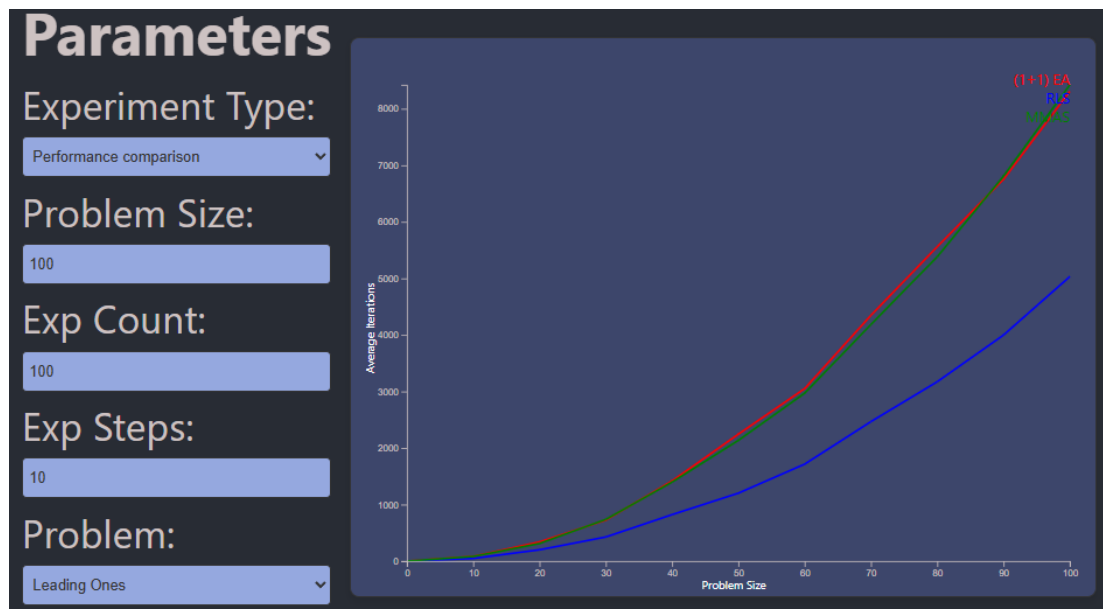 Parameters
Experiment Type:
Performance comparison
Problem Size:
100
Exp Count:
100
Exp Steps:
10
Problem:
Leading Ones
(1+1) EA
RLS
8000
7000
6000
5000
4000
3000
2000
1000
0
Average Iterations
0 10 20 30 40 50 60 70 80 90 100
Problem Size